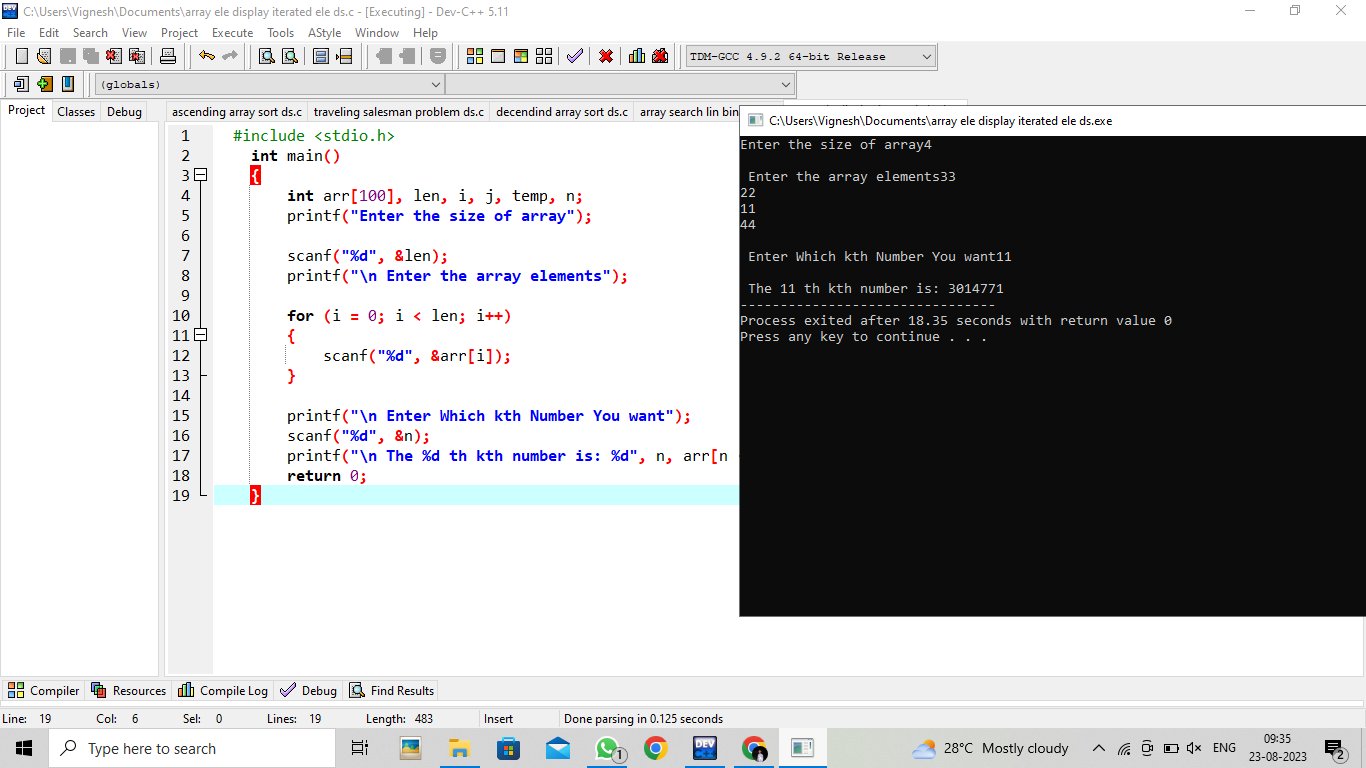 C:\Users\Vignesh\Documents\array ele display iterated ele ds.c - [Executing] - Dev-C++ 5.11
File Edit Search View Project Execute Tools AStyle Window Help
TDM-GCC 4.9.2 64-bit Release
(globals)
Project Classes Debug
ascending array sort ds.c traveling salesman problem ds.c decendind array sort ds.c array search lin bin
1 #include <stdio.h>
2 int main()
3 {
4 int arr[100], len, i, j, temp, n;
5 printf("Enter the size of array");
6
7 scanf("%d", &len);
8 printf("\n Enter the array elements");
9
10 for (i = 0; i < len; i++)
11 {
12 scanf("%d", &arr[i]);
13 }
14
15 printf("\n Enter Which kth Number You want");
16 scanf("%d", &n);
17 printf("\n The %d th kth number is: %d", n, arr[n
18 return 0;
19 }
C:\Users\Vignesh\Documents\array ele display iterated ele ds.exe
Enter the size of array4
Enter the array elements33
22
11
44
Enter Which kth Number You want11
The 11 th kth number is: 3014771
--------------------------------
Process exited after 18.35 seconds with return value 0
Press any key to continue . . .
Compiler Resources Compile Log Debug Find Results
Line: 19 Col: 6 Sel: 0 Lines: 19 Length: 483 Insert Done parsing in 0.125 seconds
Type here to search
DEV
1
28°C Mostly cloudy
ENG
09:35
23-08-2023
2